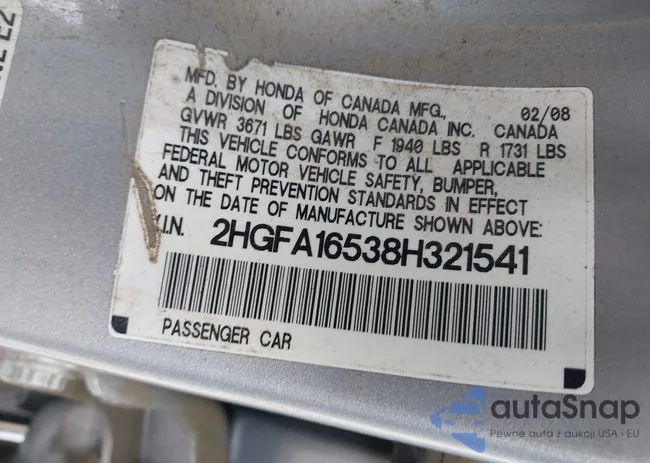 MFD. BY HONDA OF CANADA MFG., 02/08
A DIVISION OF HONDA CANADA INC. CANADA
GVWR 3671 LBS GAWR F 1940 LBS R 1731 LBS
THIS VEHICLE CONFORMS TO ALL APPLICABLE
FEDERAL MOTOR VEHICLE SAFETY, BUMPER,
AND THEFT PREVENTION STANDARDS IN EFFECT
ON THE DATE OF MANUFACTURE SHOWN ABOVE:
V.I.N. 2HGFA16538H321541
PASSENGER CAR
autaSnap
Pewne auta z aukcji USA i EU